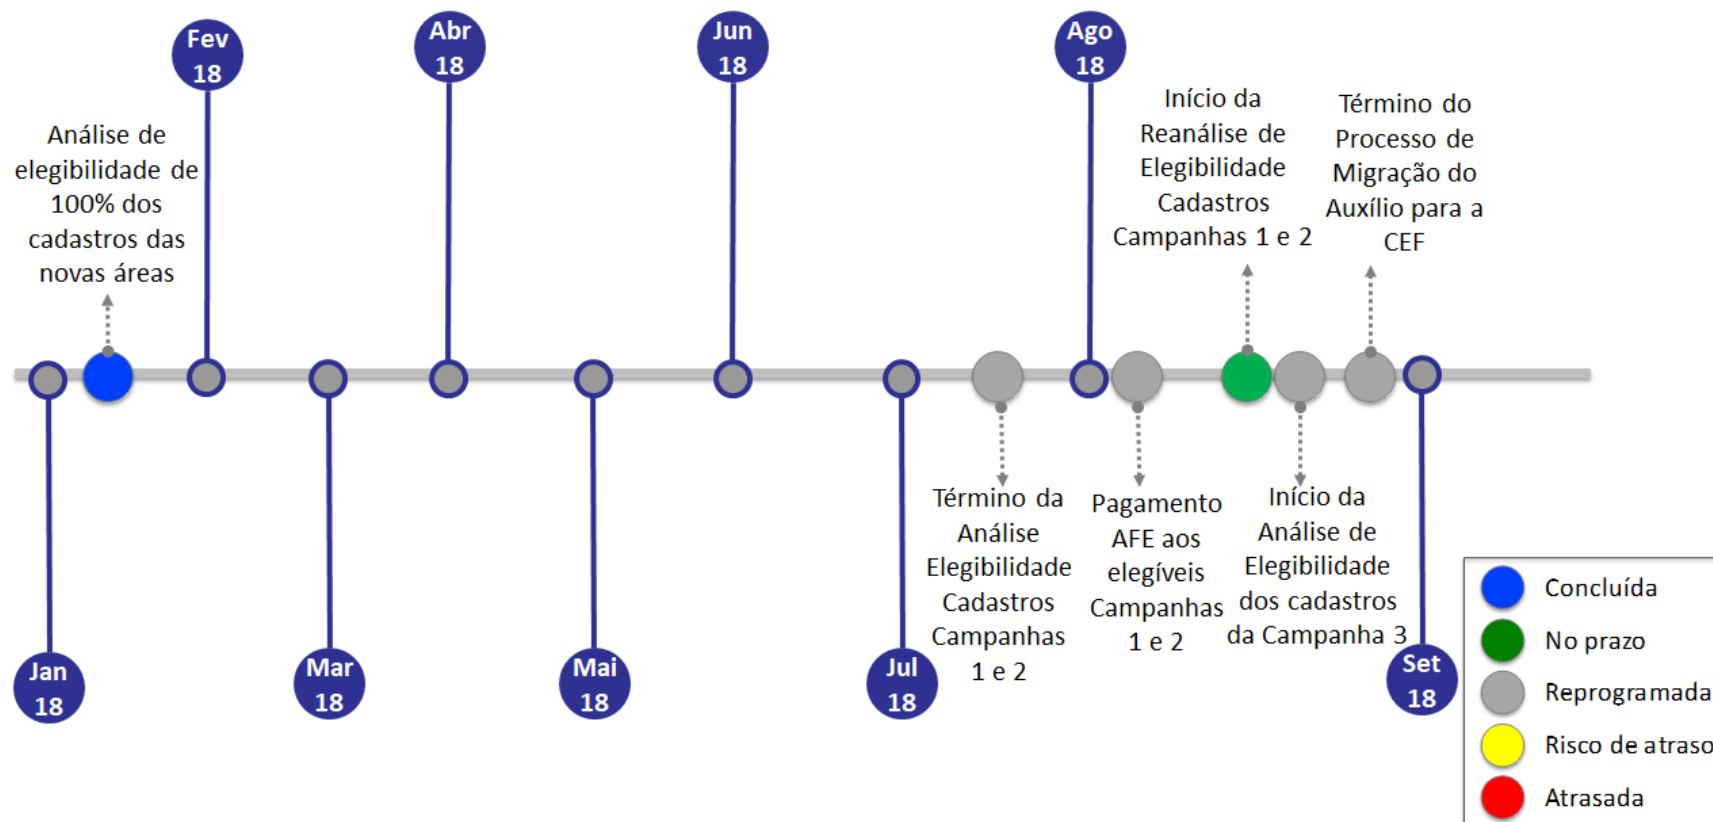 Fev
18
Abr
18
Jun
18
Ago
18
Análise de
elegibilidade de
100% dos
cadastros das
novas áreas
Início da
Reanálise de
Elegibilidade
Cadastros
Campanhas 1 e 2
Término do
Processo de
Migração do
Auxílio para a
CEF
Término da
Análise
Elegibilidade
Cadastros
Campanhas
1 e 2
Pagamento
AFE aos
elegíveis
Campanhas
1 e 2
Início da
Análise de
Elegibilidade
dos cadastros
da Campanha 3
Jan
18
Mar
18
Mai
18
Jul
18
Set
18
Concluída
No prazo
Reprogramada
Risco de atraso
Atrasada